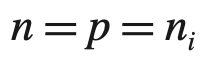 n = p = nᵢ